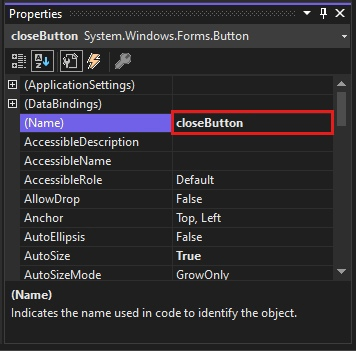 Properties
closeButton System.Windows.Forms.Button
(ApplicationSettings)
(DataBindings)
(Name) closeButton
AccessibleDescription
AccessibleName
AccessibleRole Default
AllowDrop False
Anchor Top, Left
AutoEllipsis False
AutoSize True
AutoSizeMode GrowOnly
(Name)
Indicates the name used in code to identify the object.